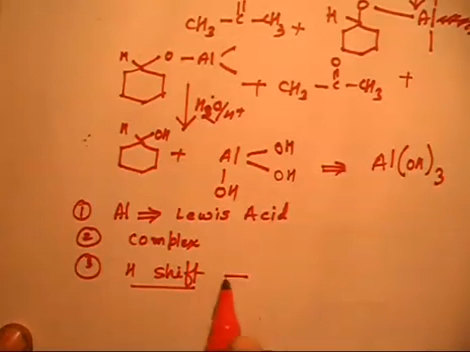 O
CH3 - C - CH3 +
H O - Al
H O - Al
+ CH3 - C - CH3 +
O
H2O/H+
H OH + Al OH OH OH ⇒ Al(OH)3
① Al ⇒ Lewis Acid
② complex
③ H shift —